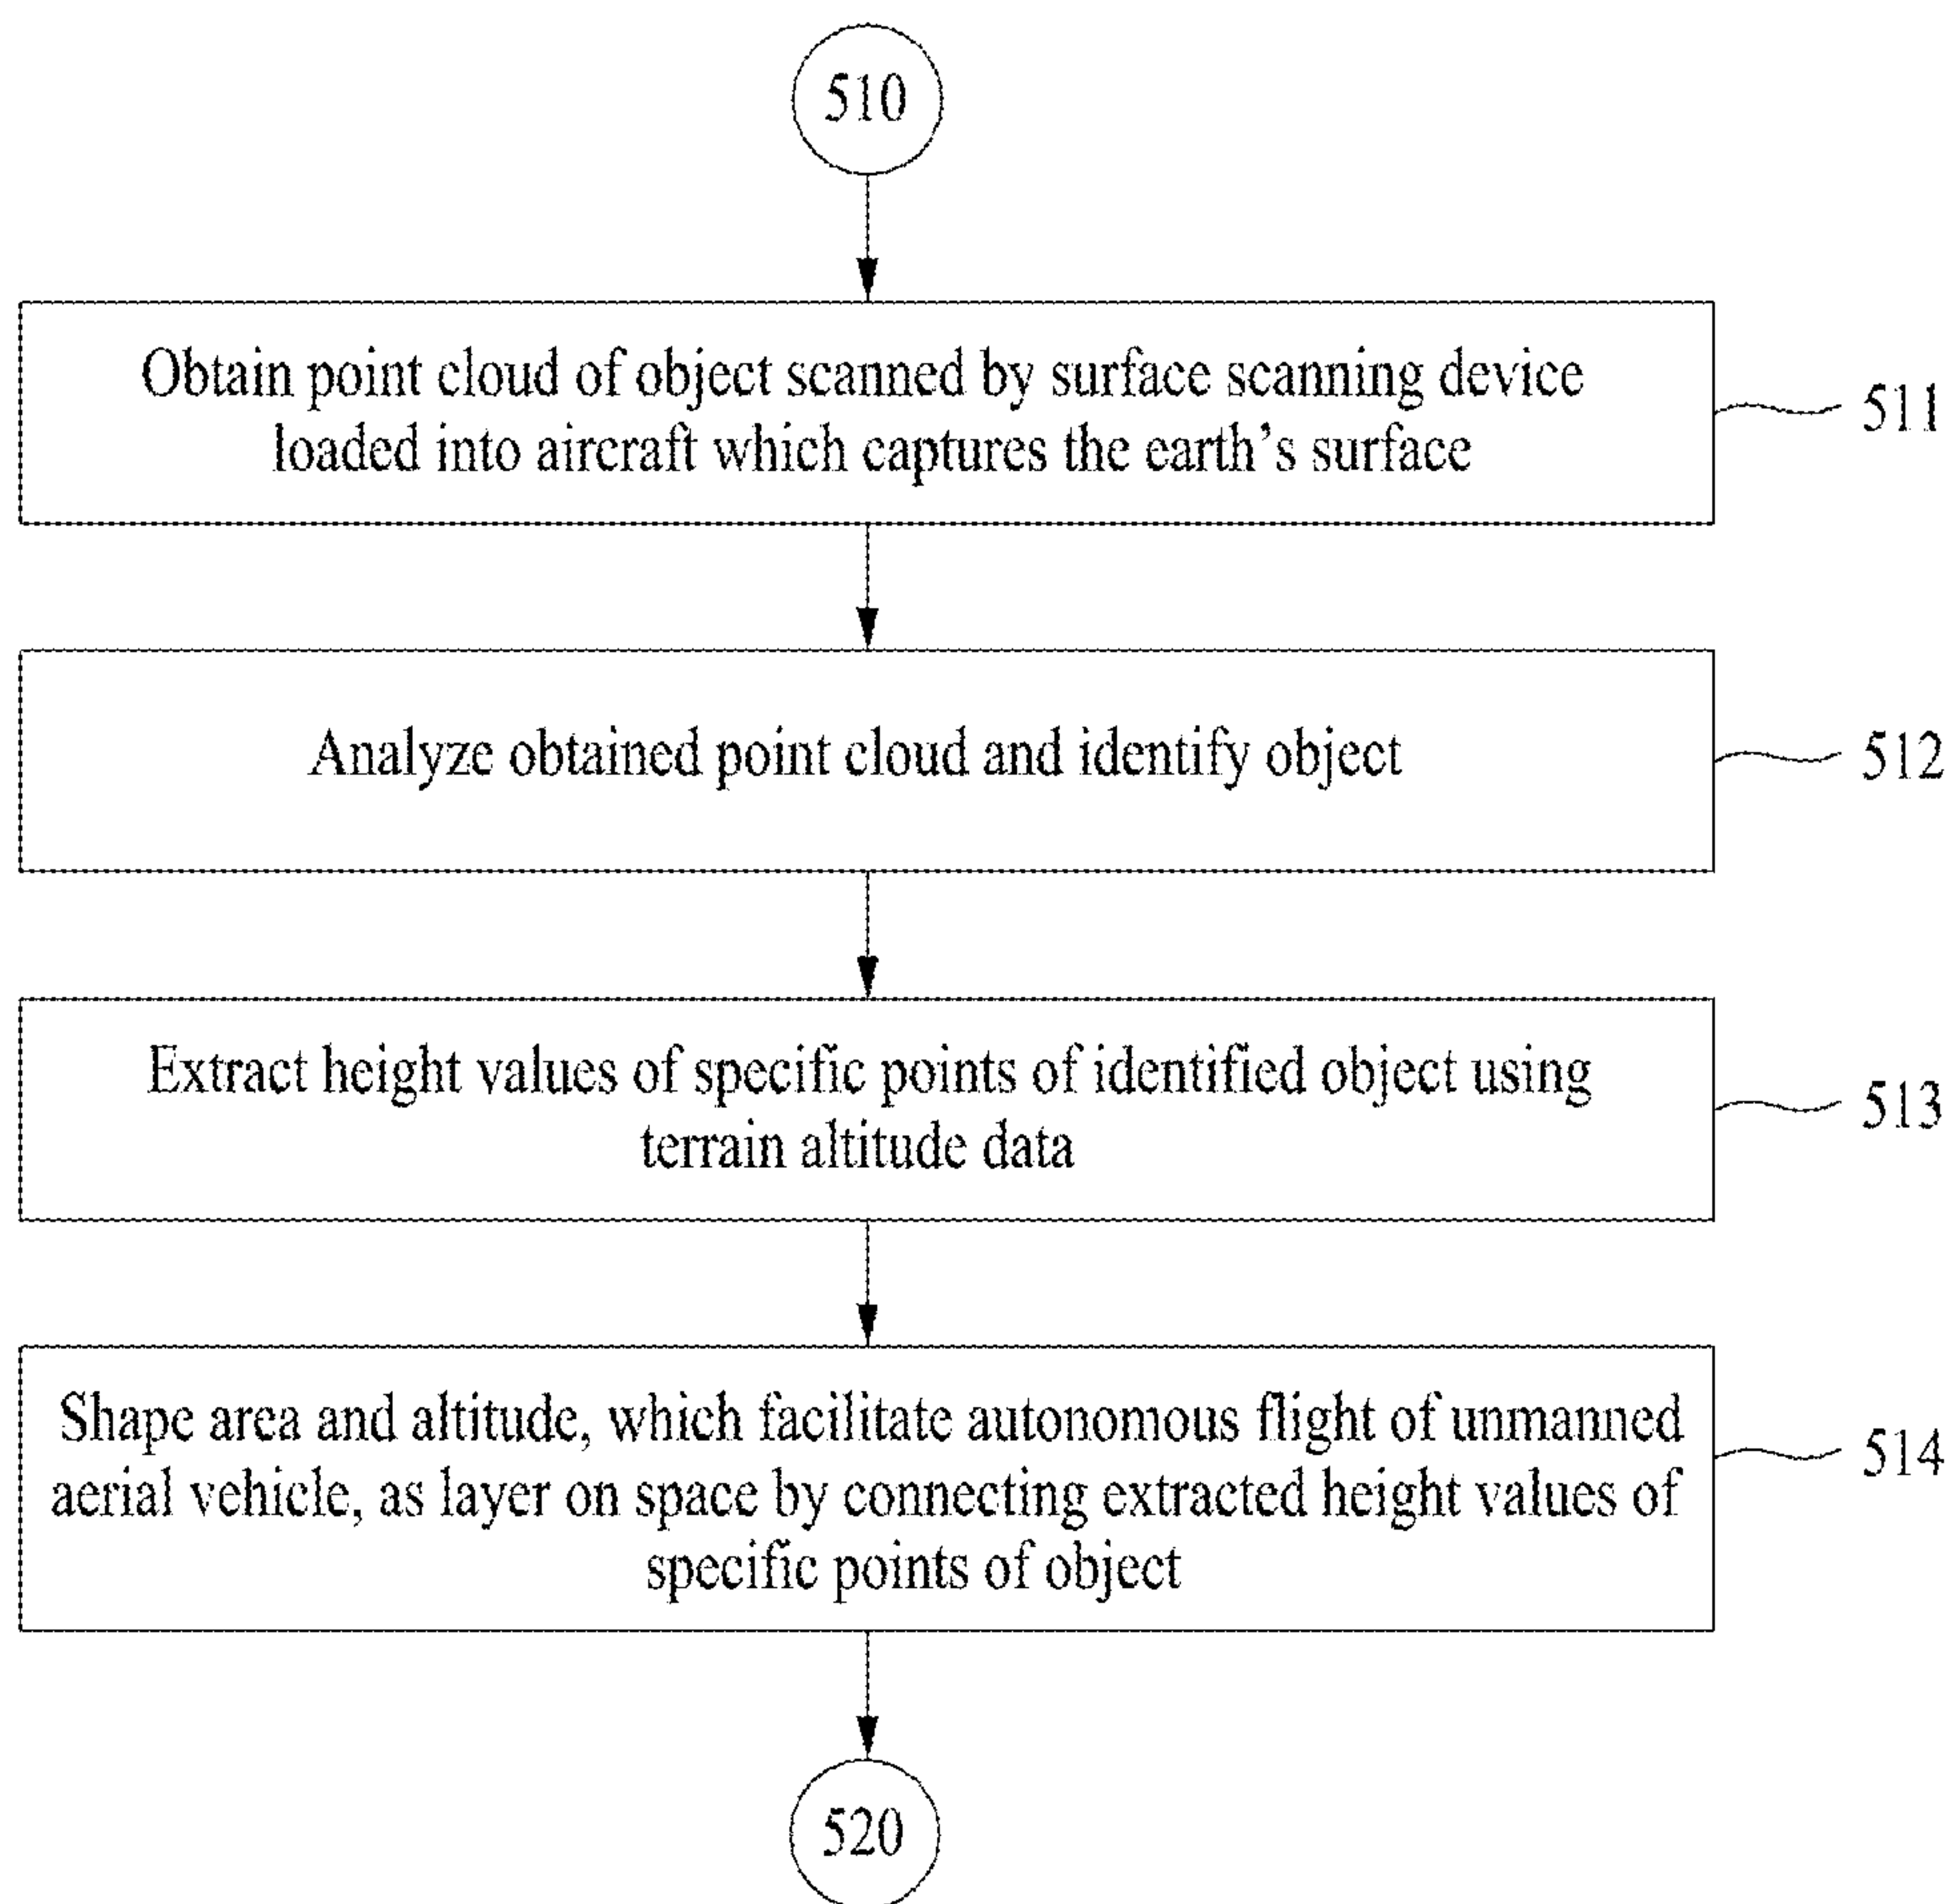 510
Obtain point cloud of object scanned by surface scanning device
loaded into aircraft which captures the earth's surface
511
Analyze obtained point cloud and identify object
512
Extract height values of specific points of identified object using
terrain altitude data
513
Shape area and altitude, which facilitate autonomous flight of unmanned
aerial vehicle, as layer on space by connecting extracted height values of
specific points of object
514
520